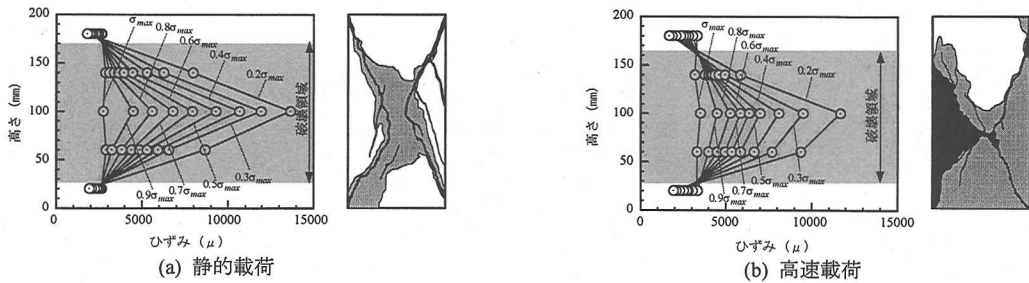 200
150
100
50
0
高さ (mm)
σmax
0.8σmax
0.6σmax
0.4σmax
0.2σmax
破壊領域
0.9σmax
0.7σmax
0.5σmax
0.3σmax
0 5000 10000 15000
ひずみ (μ)
(a) 静的載荷
200
150
100
50
0
高さ (mm)
σmax
0.8σmax
0.6σmax
0.4σmax
0.2σmax
破壊領域
0.9σmax
0.7σmax
0.5σmax
0.3σmax
0 5000 10000 15000
ひずみ (μ)
(b) 高速載荷